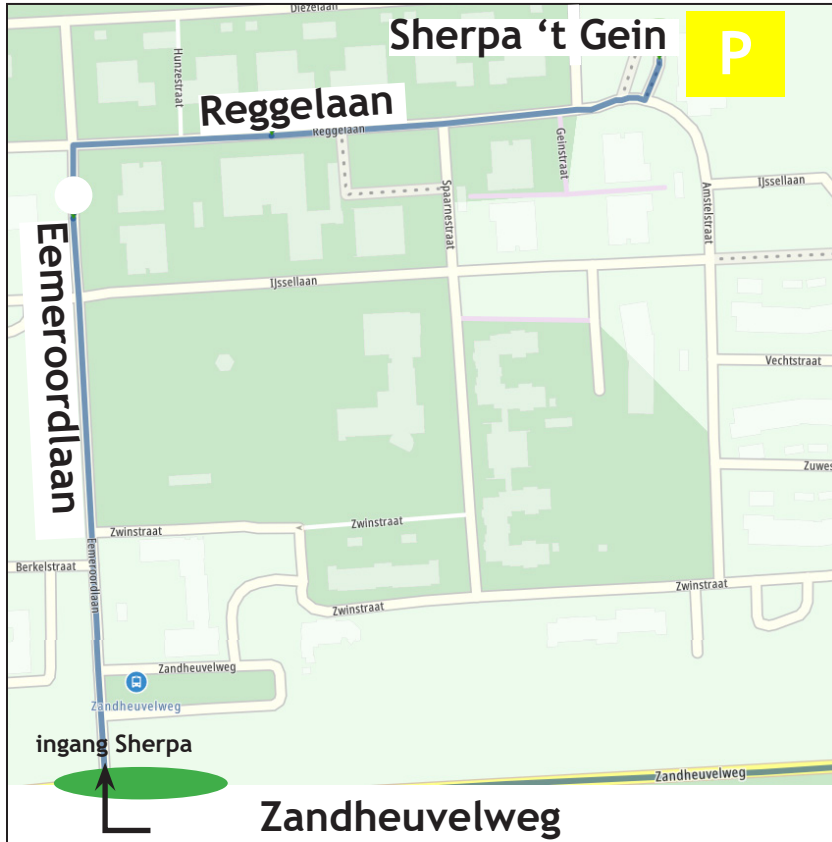 Diezelaan
Sherpa ‘t Gein
P
Hunzestraat
Reggelaan
Reggelaan
Geinstraat
Spaarnestraat
Amstelstraat
IJssellaan
Eemeroordlaan
IJssellaan
Vechtstraat
Zuwes
Zwinstraat
Zwinstraat
Berkelstraat
Eemeroordlaan
Zwinstraat
Zwinstraat
Zandheuvelweg
Zandheuvelweg
ingang Sherpa
Zandheuvelweg
Zandheuvelweg